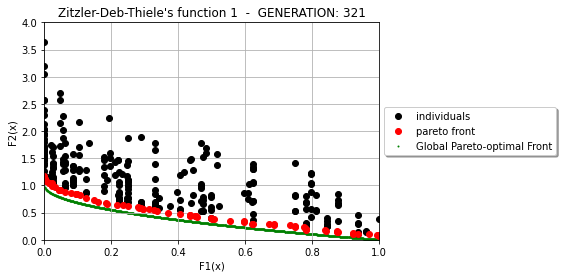 Zitzler-Deb-Thiele's function 1 - GENERATION: 321
4.0
3.5
3.0
2.5
2.0
1.5
1.0
0.5
0.0
F2(x)
0.0 0.2 0.4 0.6 0.8 1.0
F1(x)
individuals
pareto front
Global Pareto-optimal Front